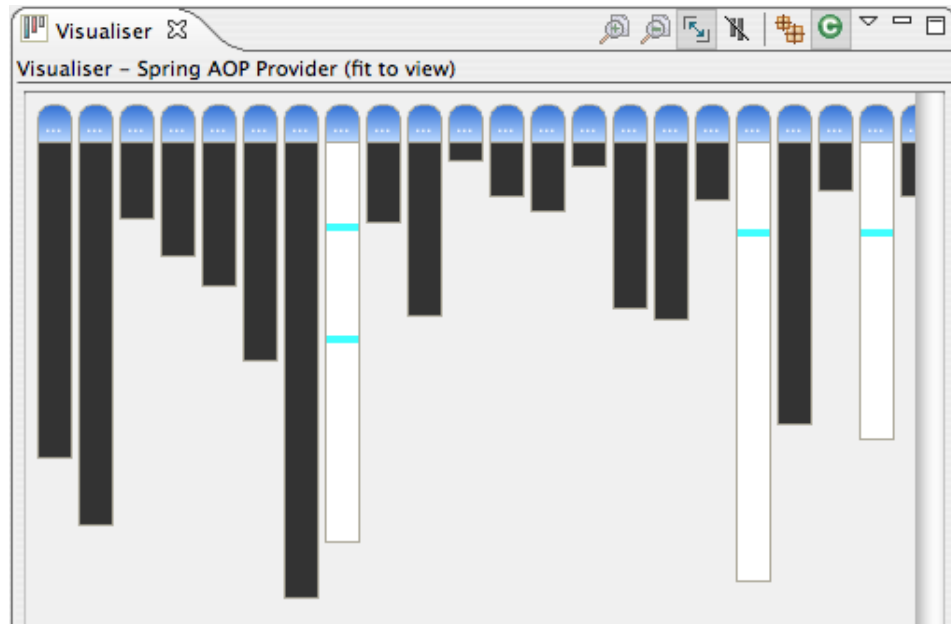 Visualiser
Visualiser – Spring AOP Provider (fit to view)
... ... ... ... ... ... ... ... ... ... ... ... ... ... ... ... ... ... ... ... ... .